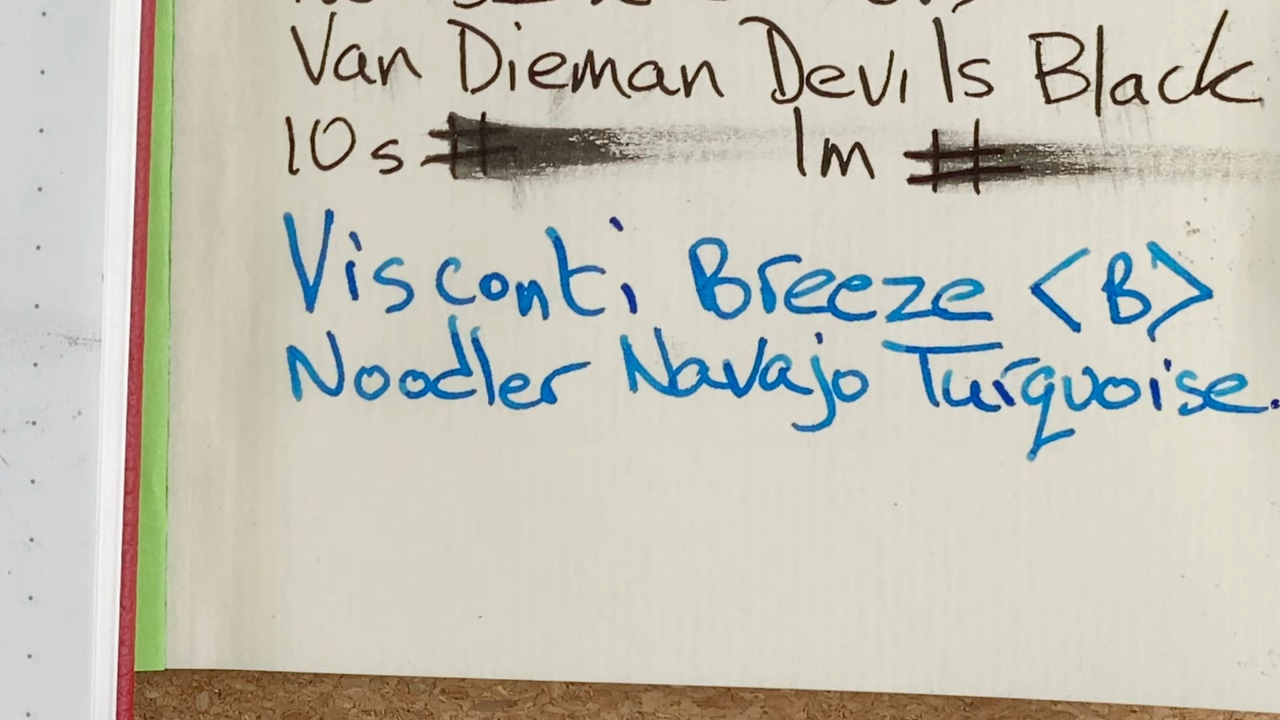 Van Dieman Devils Black
10s # 1m #
Visconti Breeze <B>
Noodler Navajo Turquoise.